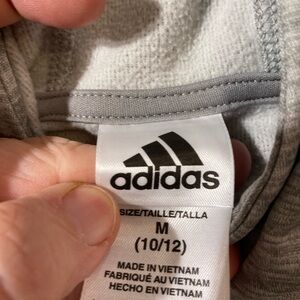 adidas
SIZE/TAILLE/TALLA
M
(10/12)
MADE IN VIETNAM
FABRIQUÉ AU VIETNAM
HECHO EN VIETNAM